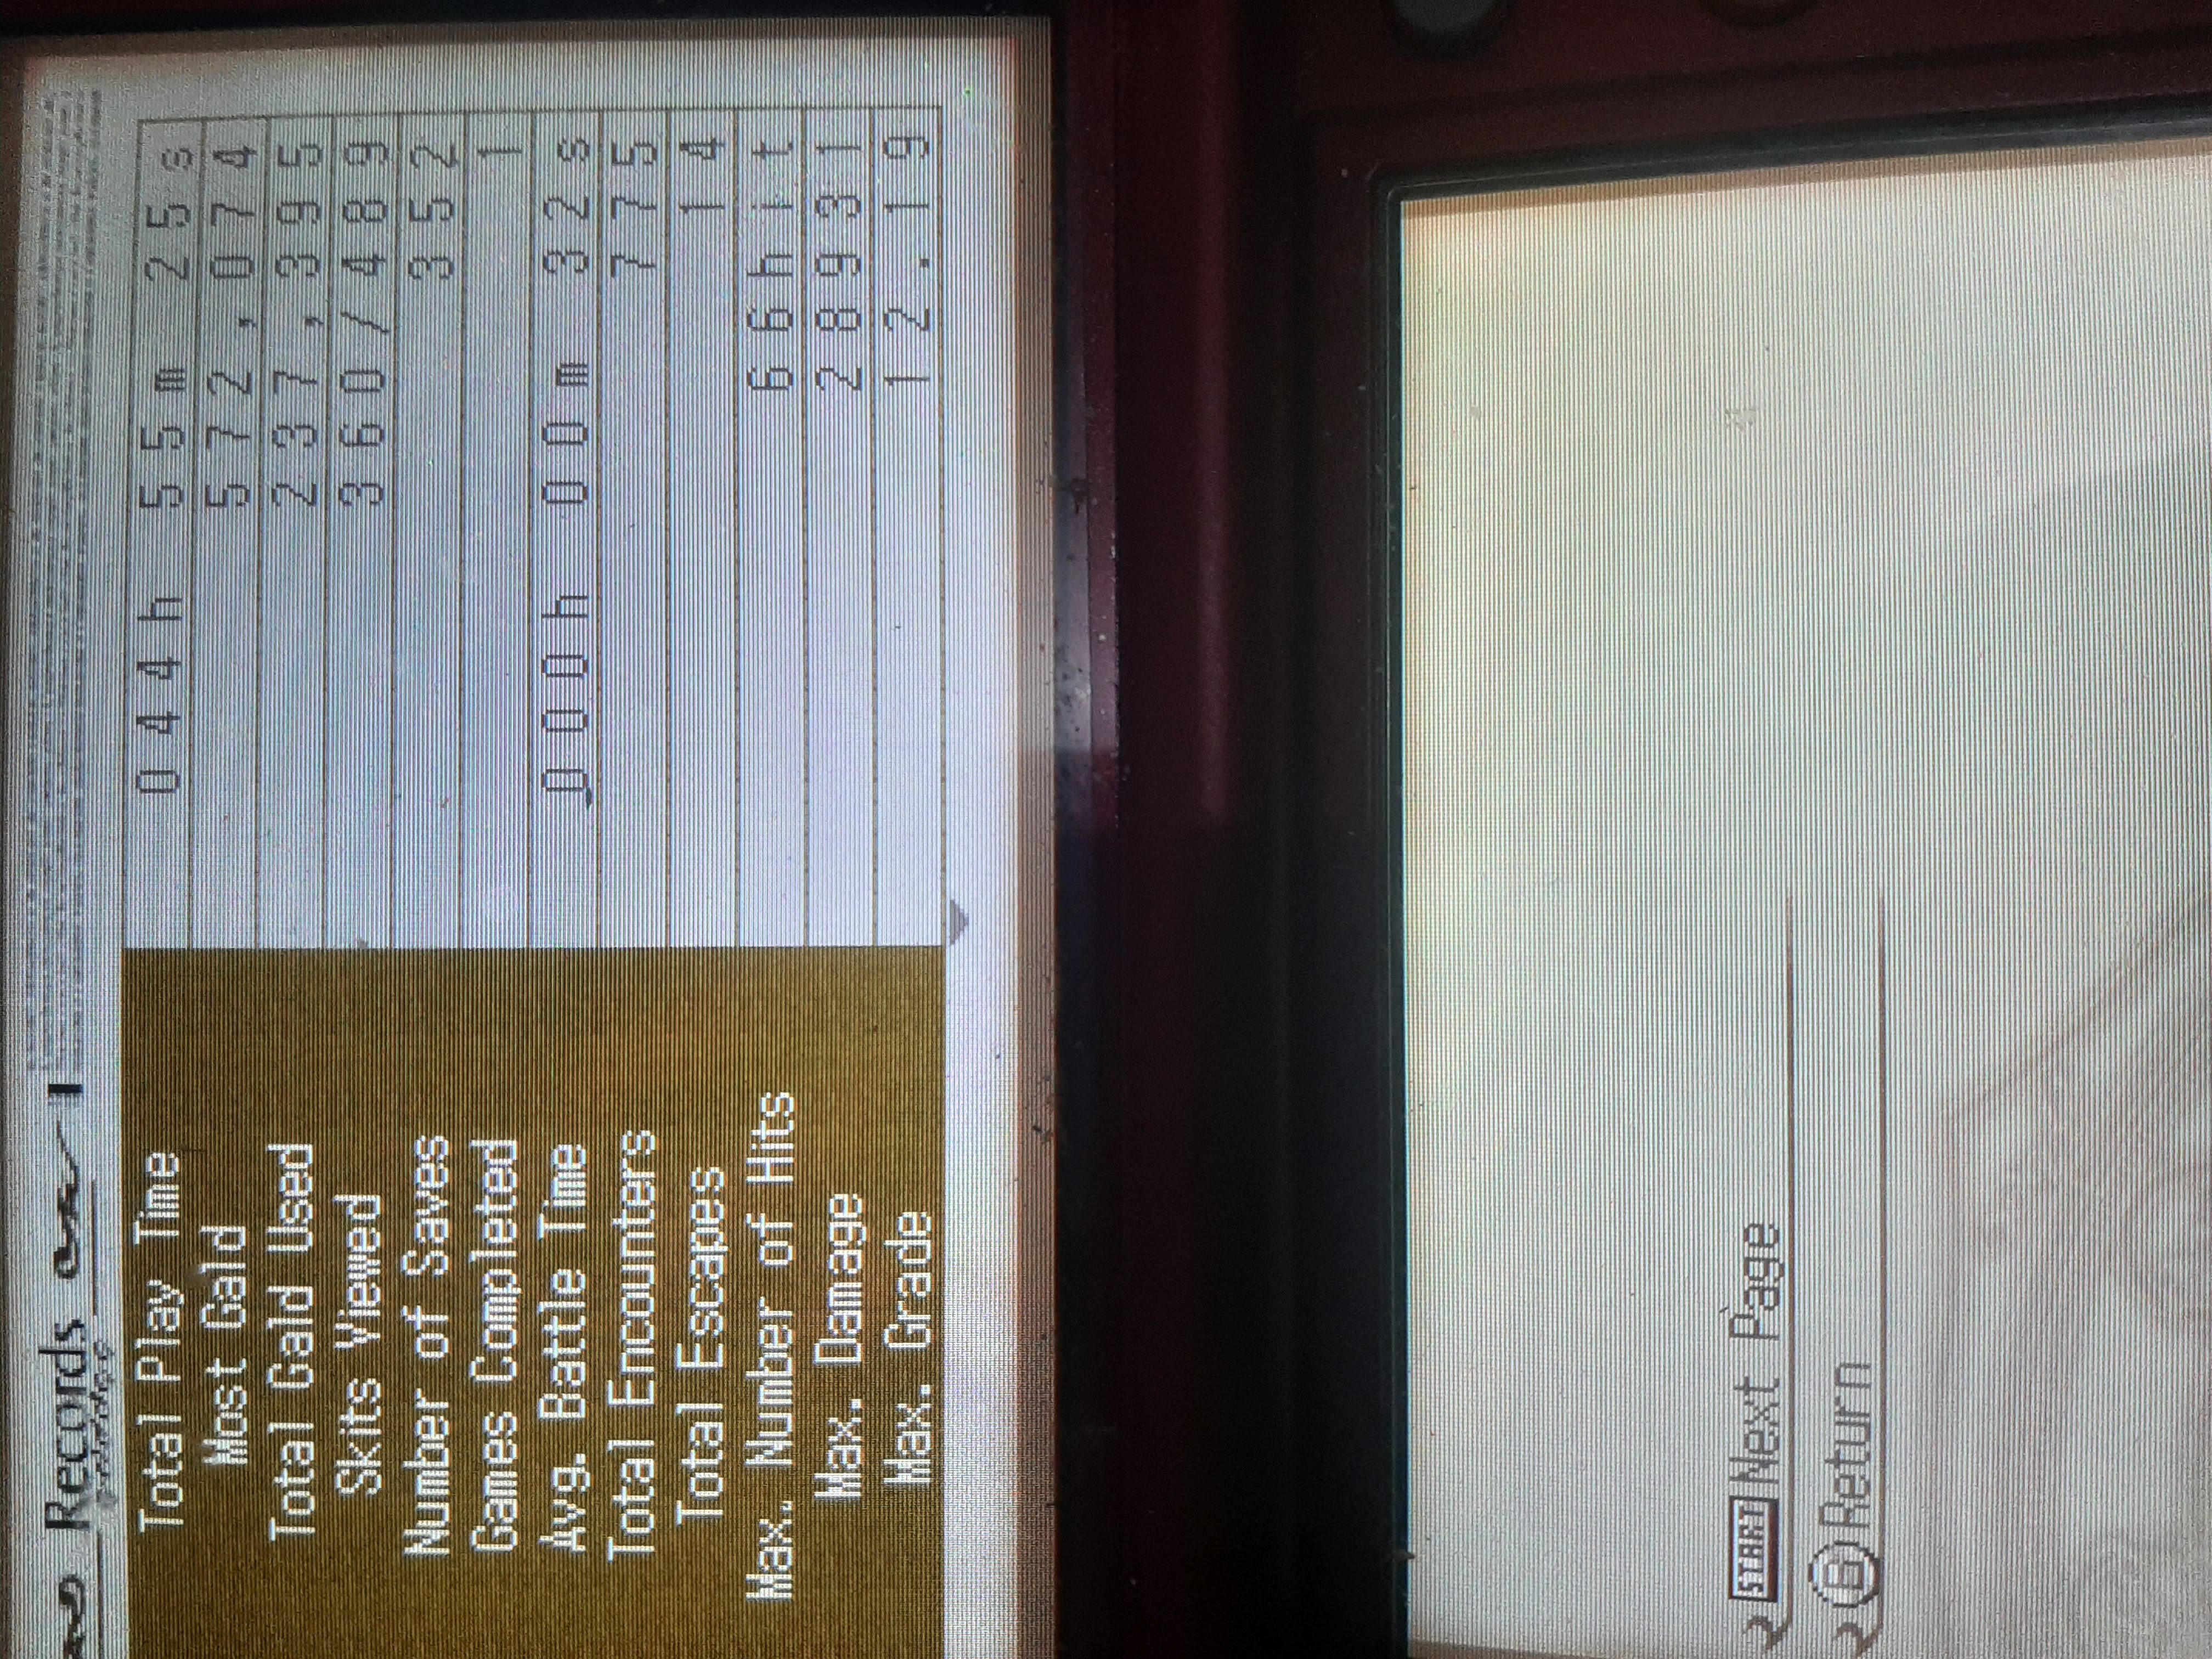 Records
Total Play Time 044h 55m 25s
Most Gald 572,074
Total Gald Used 237,395
Skits Viewed 360/489
Number of Saves 352
Games Completed 1
Avg. Battle Time 000h 00m 32s
Total Encounters 775
Total Escapes 14
Max. Number of Hits 66hit
Max. Damage 28931
Max. Grade 12.19
START Next Page
B Return